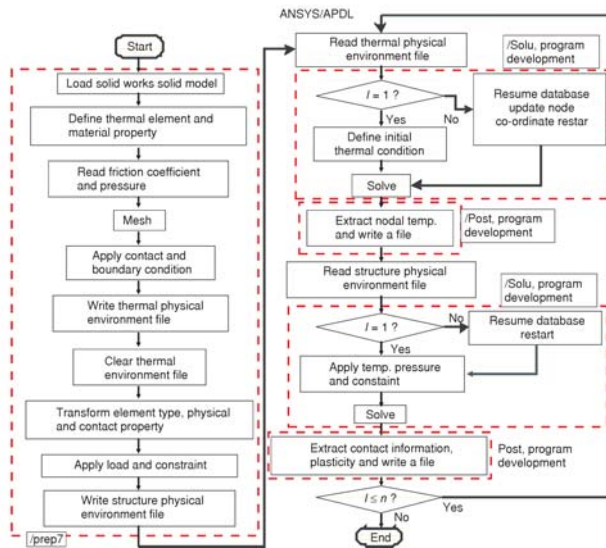 Start
Load solid works solid model
Define thermal element and
material property
Read friction coefficient
and pressure
Mesh
Apply contact and
boundary condition
Write thermal physical
environment file
Clear thermal
environment file
Transform element type, physical
and contact property
Apply load and constraint
Write structure physical
environment file
/prep7
ANSYS/APDL
Read thermal physical
environment file
/Solu, program
development
I = 1 ?
Yes
No
Resume database
update node
co-ordinate restar
Define initial
thermal condition
Solve
Extract nodal temp.
and write a file
/Post, program
development
Read structure physical
environment file
/Solu, program
development
I = 1 ?
No
Yes
Resume database
restart
Apply temp. pressure
and constaint
Solve
Extract contact information,
plasticity and write a file
Post, program
development
I ≤ n ?
Yes
No
End